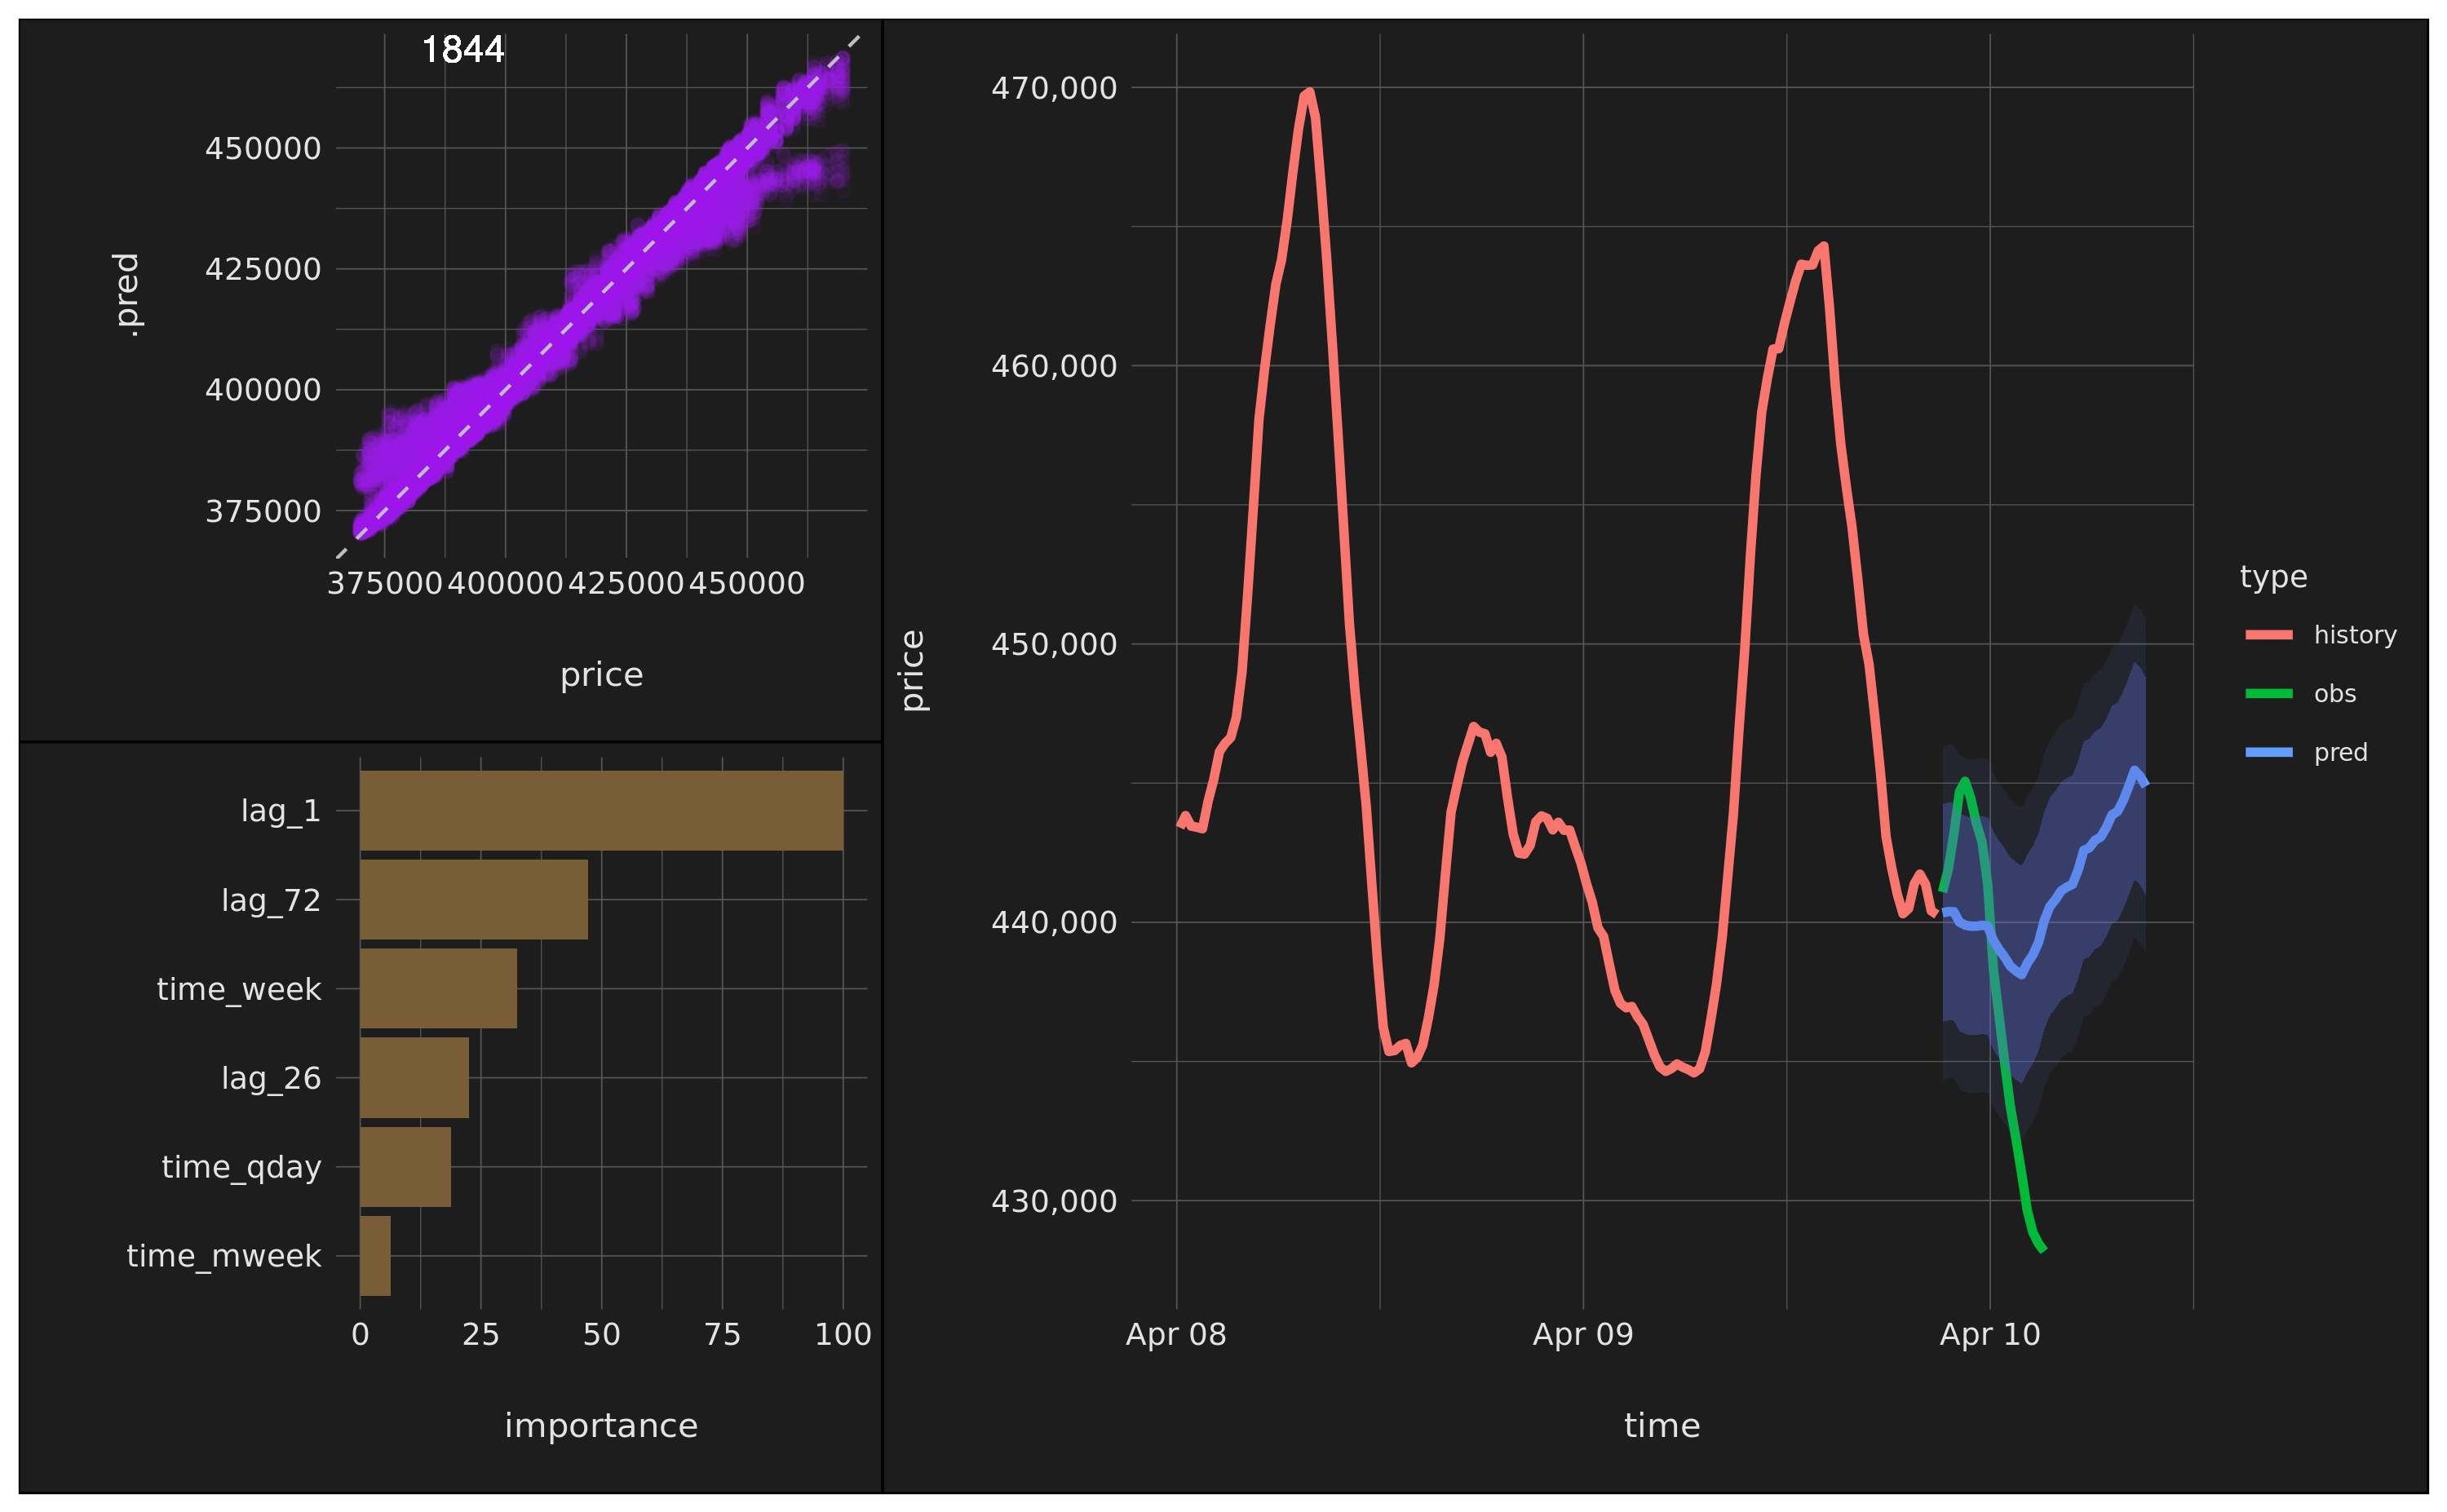 1844
450000
425000
400000
375000
.pred
375000 400000 425000 450000
price
lag_1
lag_72
time_week
lag_26
time_qday
time_mweek
0 25 50 75 100
importance
470,000
460,000
450,000
440,000
430,000
price
Apr 08 Apr 09 Apr 10
time
type
history
obs
pred